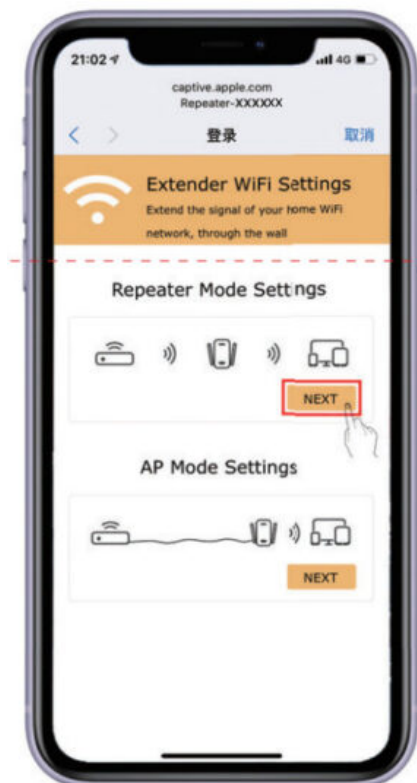 21:02
4G
captive.apple.com
Repeater-XXXXXX
登录
取消
Extender WiFi Settings
Extend the signal of your home WiFi
network, through the wall
Repeater Mode Settings
NEXT
AP Mode Settings
NEXT